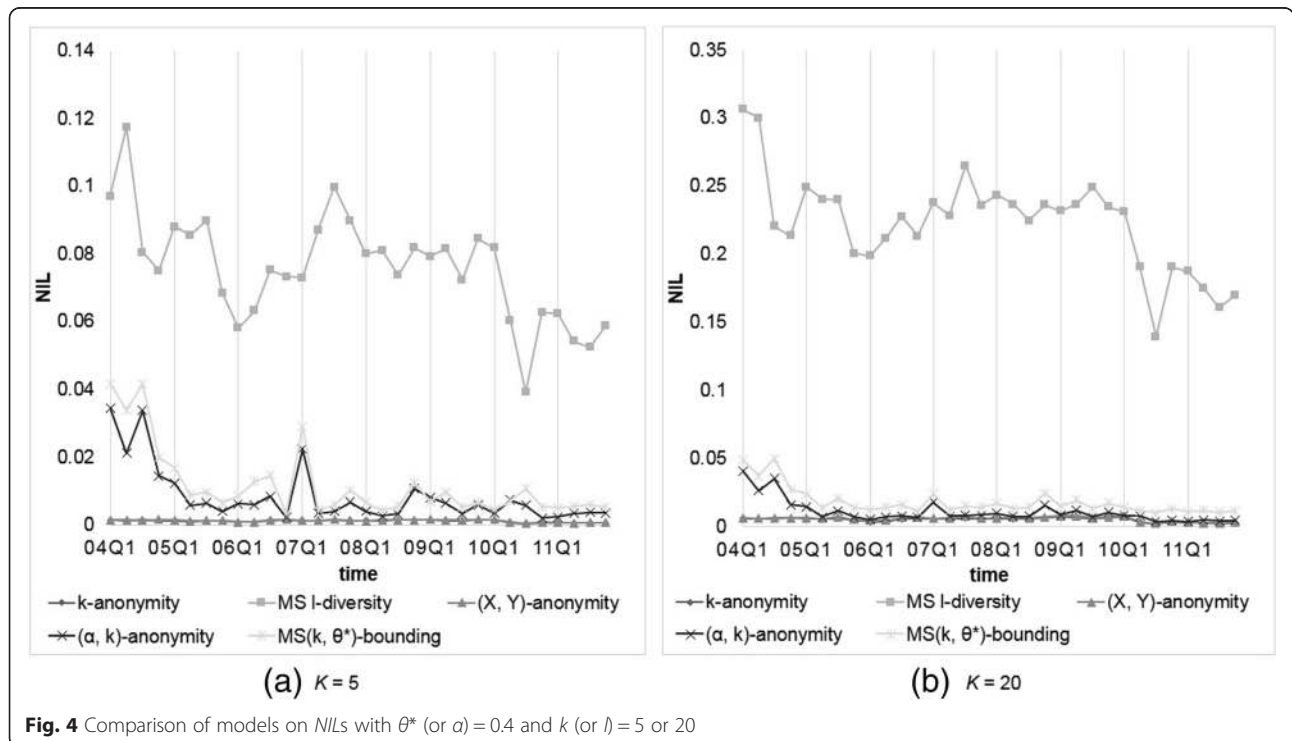 0.14
0.12
0.1
0.08
0.06
0.04
0.02
0
NIL
04Q1 05Q1 06Q1 07Q1 08Q1 09Q1 10Q1 11Q1
time
k-anonymity MS l-diversity (X, Y)-anonymity
(α, k)-anonymity MS(k, θ*)-bounding
(a) K = 5
0.35
0.3
0.25
0.2
0.15
0.1
0.05
0
NIL
04Q1 05Q1 06Q1 07Q1 08Q1 09Q1 10Q1 11Q1
time
k-anonymity MS l-diversity (X, Y)-anonymity
(α, k)-anonymity MS(k, θ*)-bounding
(b) K = 20
Fig. 4 Comparison of models on NILs with θ* (or α) = 0.4 and k (or l) = 5 or 20